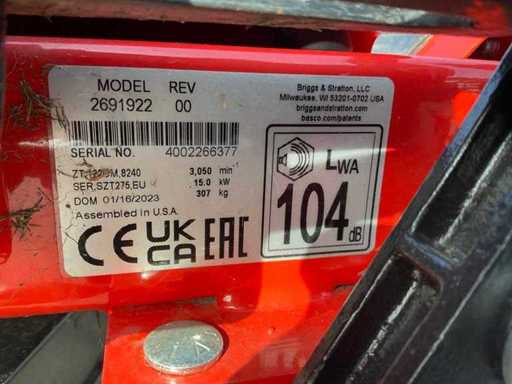 MODEL REV
2691922 00
Briggs & Stratton, LLC
Milwaukee, WI 53201-0702 USA
briggsandstratton.com
basco.com/patents
SERIAL NO. 4002266377
8240 3,050 min⁻¹
SER,SZT275,EU 15.0 kW
DOM 01/16/2023 307 kg
Assembled in U.S.A.
CE UK CA EAC
LWA
104 dB